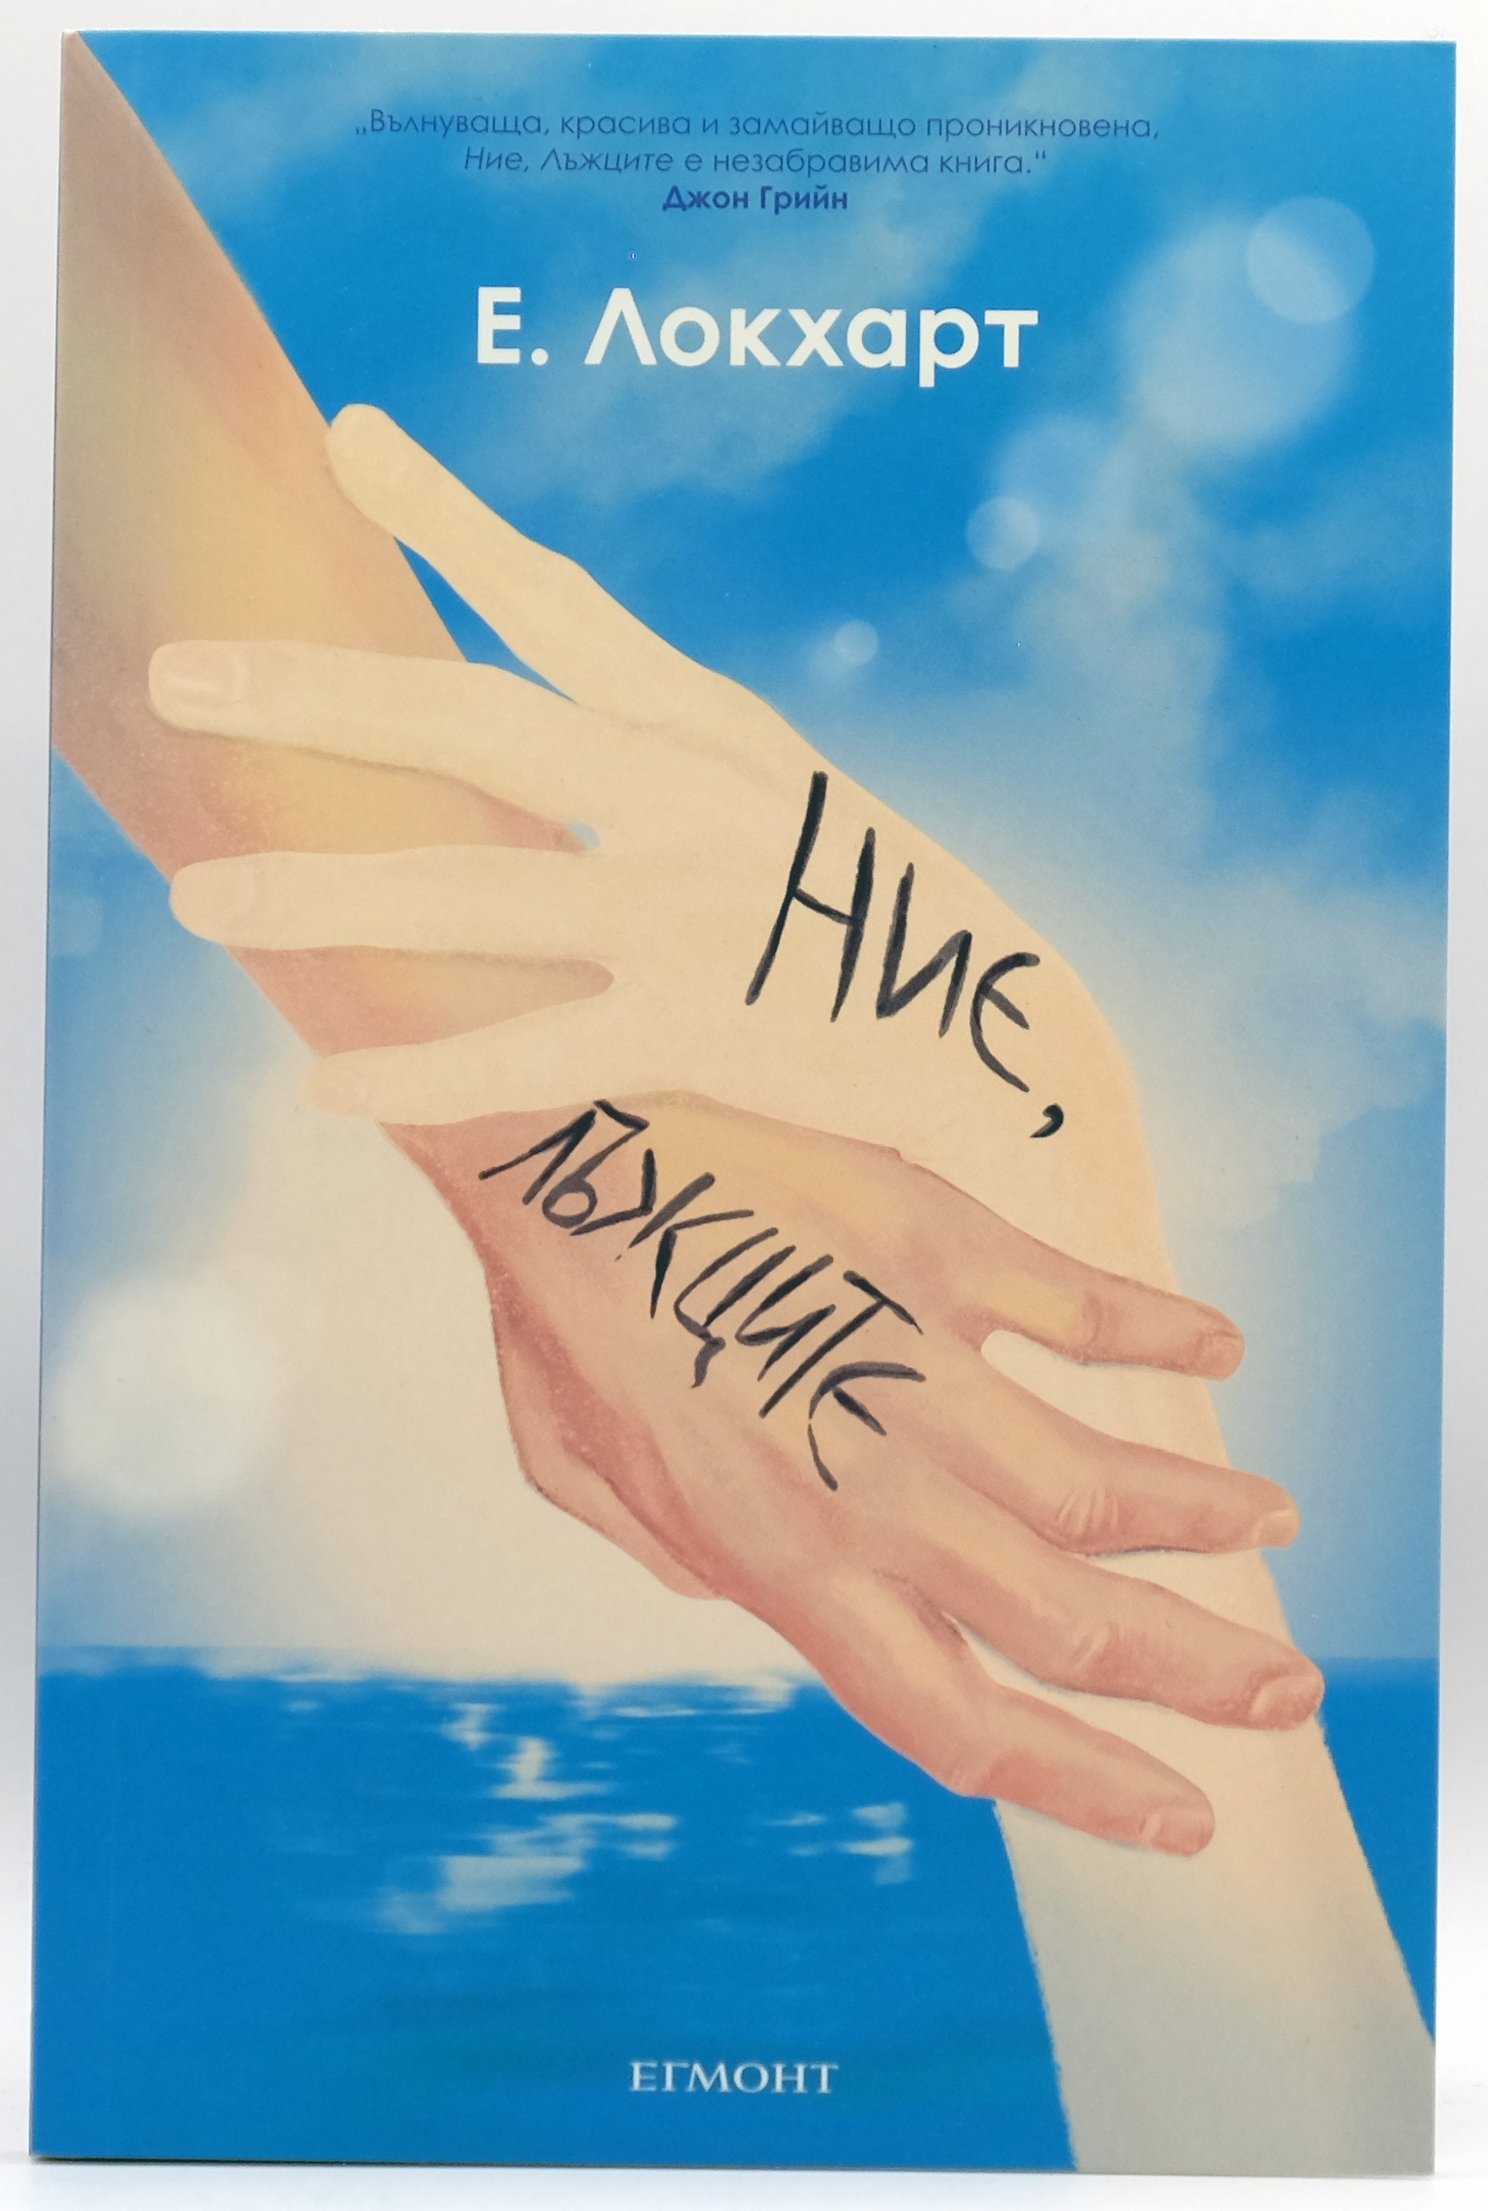 „Вълнуваща, красива и замайващо проникновена,
Ние, Лъжците е незабравима книга.“
Джон Грийн
Е. Локхарт
Ние,
лъжците
ЕГМОНТ